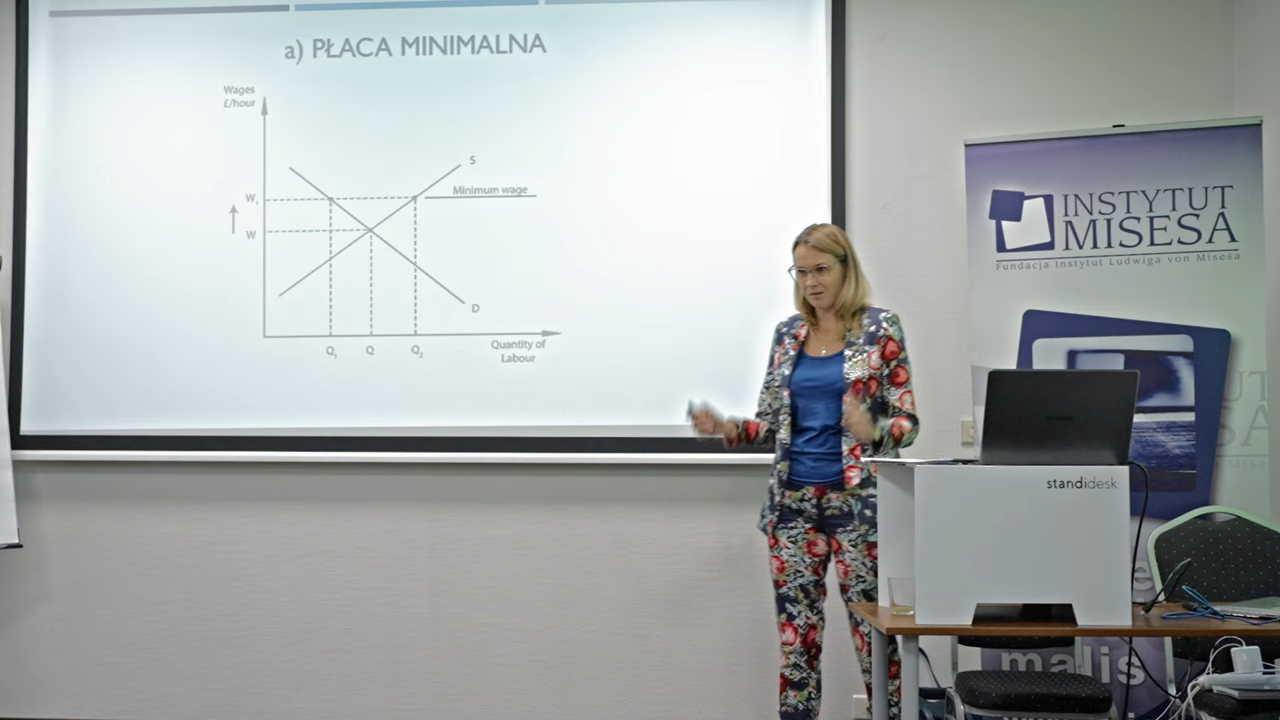 a) PŁACA MINIMALNA
Wages
£/hour
S
Minimum wage
W₁
W
D
Q₁ Q Q₂
Quantity of
Labour
INSTYTUT
MISESA
Fundacja Instytut Ludwiga von Misesa
standidesk
malis